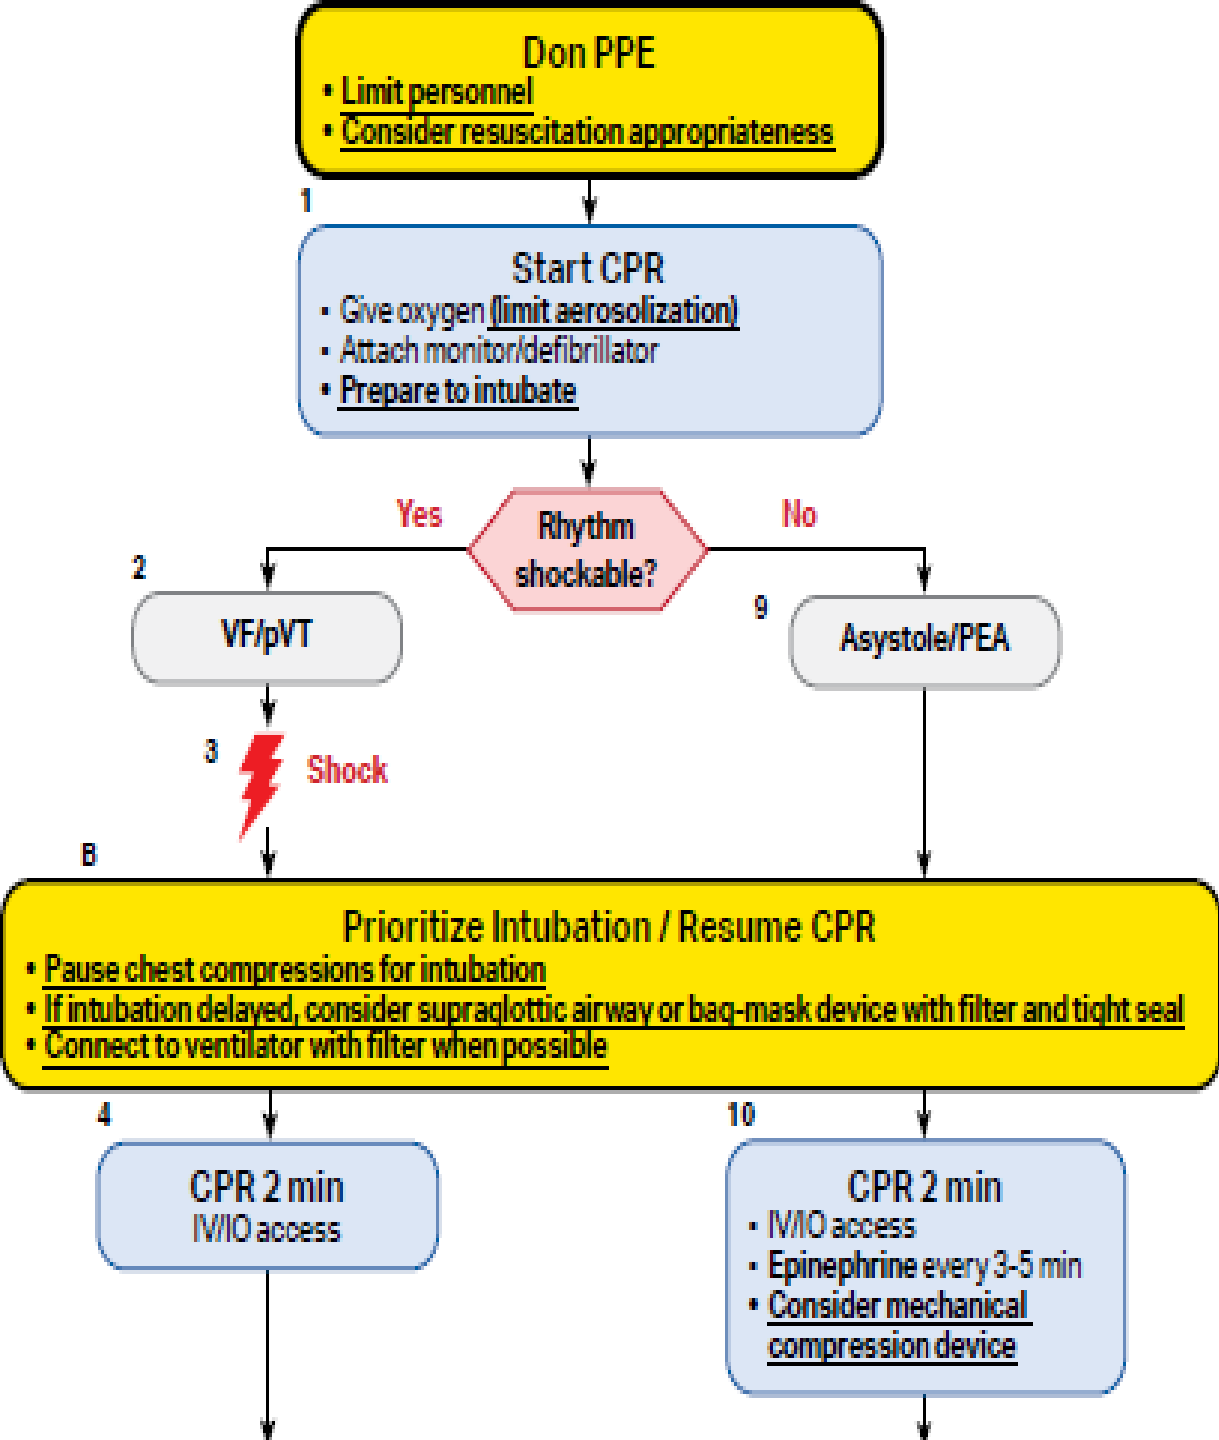 Don PPE
• Limit personnel
• Consider resuscitation appropriateness
1
Start CPR
• Give oxygen (limit aerosolization)
• Attach monitor/defibrillator
• Prepare to intubate
Yes
Rhythm
shockable?
No
2
VF/pVT
9
Asystole/PEA
3
Shock
B
Prioritize Intubation / Resume CPR
• Pause chest compressions for intubation
• If intubation delayed, consider supraglottic airway or bag-mask device with filter and tight seal
• Connect to ventilator with filter when possible
4
CPR 2 min
IV/IO access
10
CPR 2 min
• IV/IO access
• Epinephrine every 3-5 min
• Consider mechanical
compression device